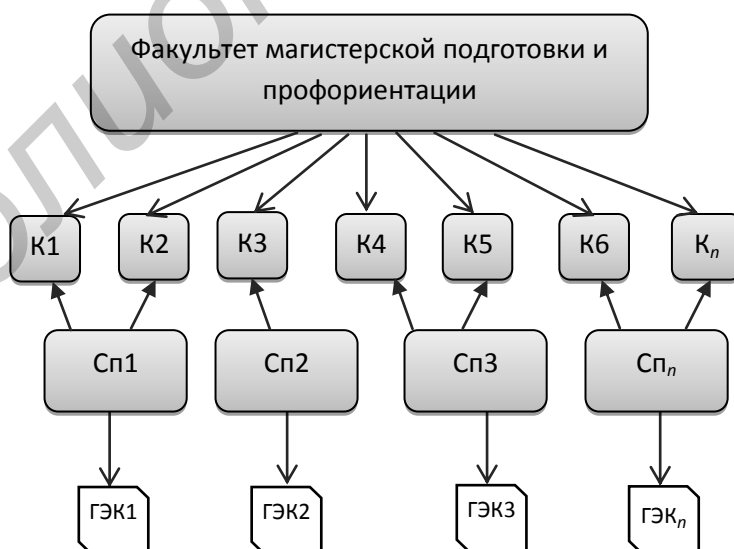 Факультет магистерской подготовки и
профориентации
К1 К2 К3 К4 К5 К6 Кn
Сп1 Сп2 Сп3 Спn
ГЭК1 ГЭК2 ГЭК3 ГЭКn